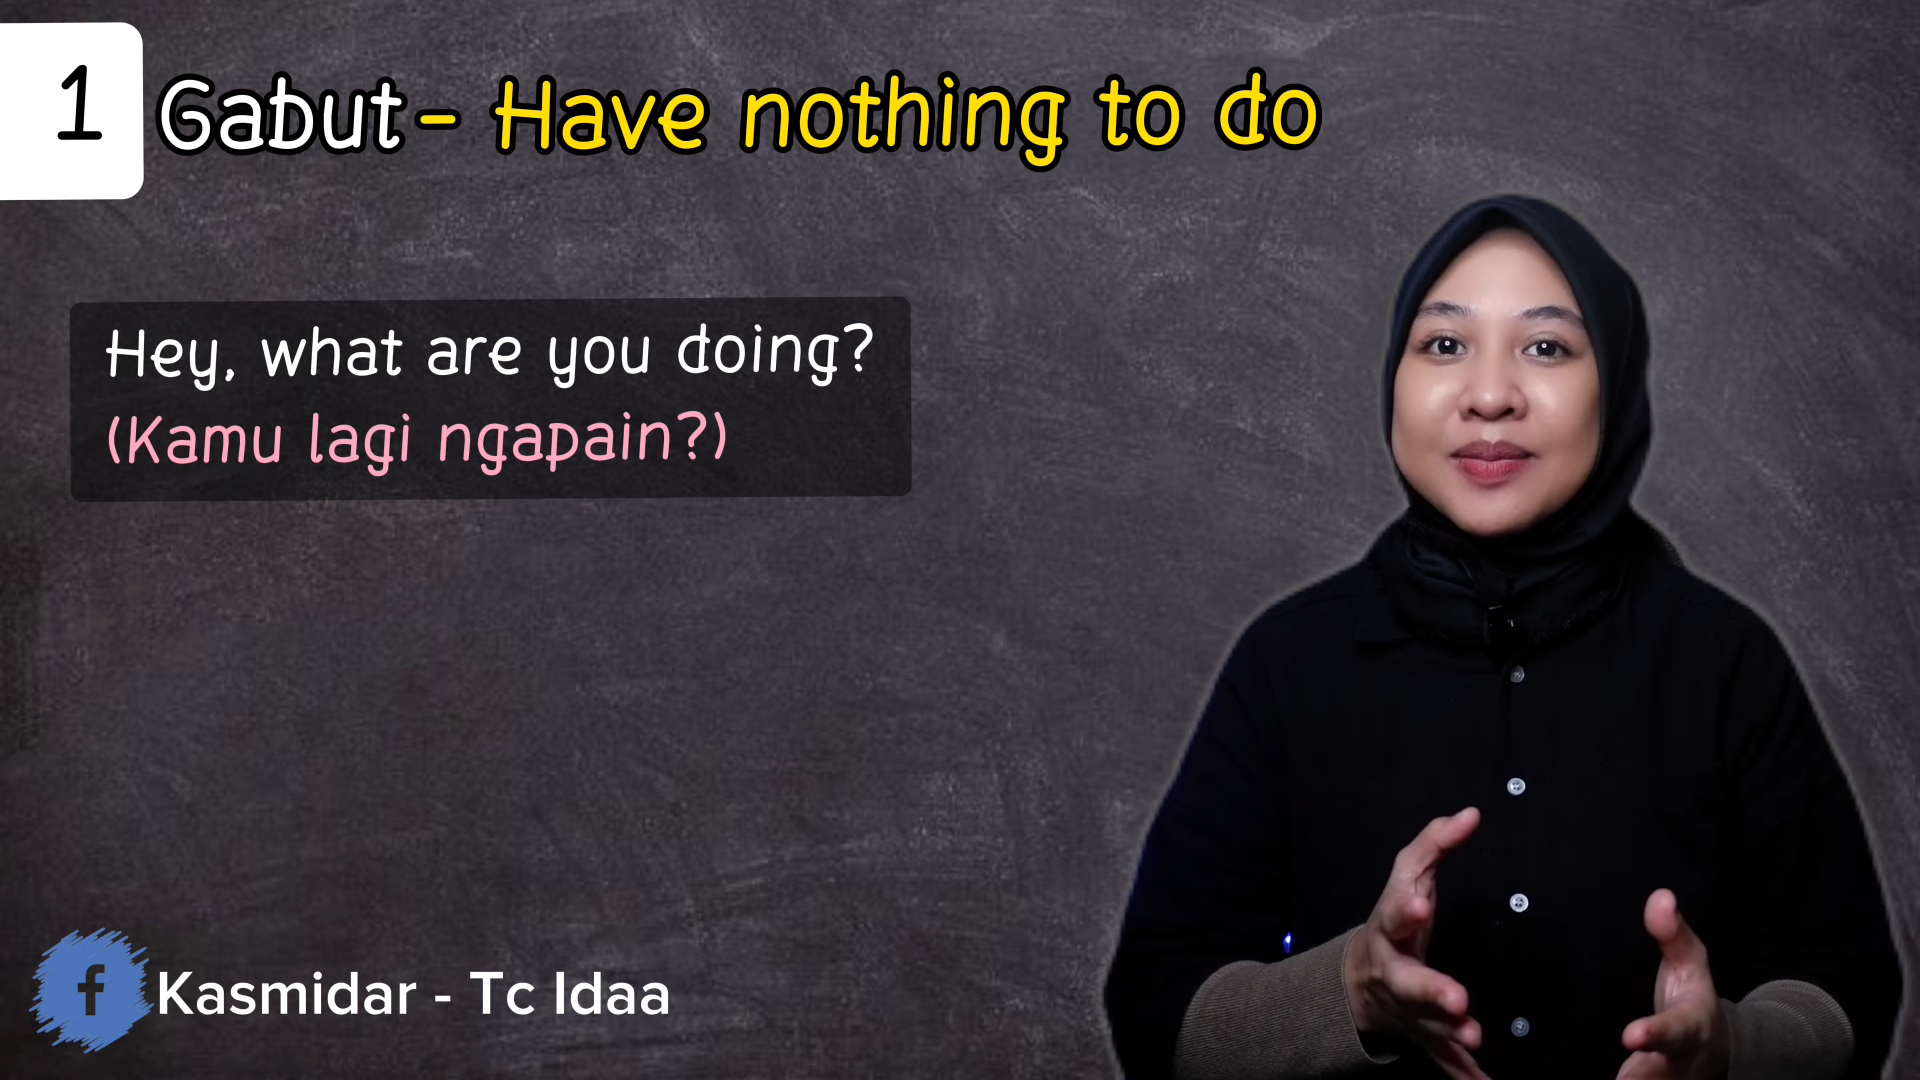 1
Gabut - Have nothing to do
Hey, what are you doing?
(Kamu lagi ngapain?)
f Kasmidar - Tc Idaa